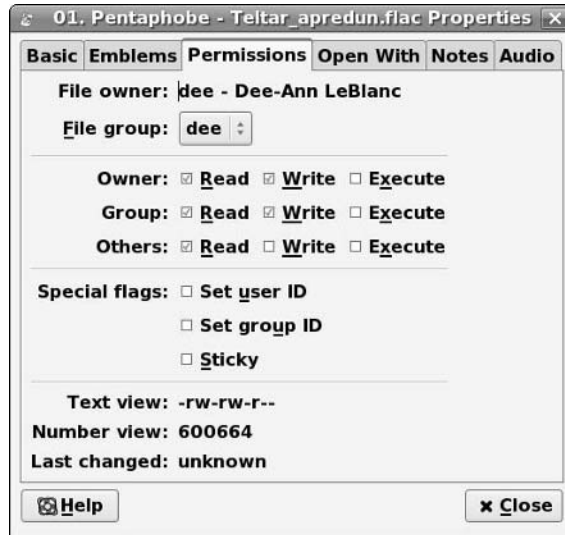 01. Pentaphobe - Teltar_apredun.flac Properties
Basic Emblems Permissions Open With Notes Audio
File owner: dee - Dee-Ann LeBlanc
File group: dee
Owner: Read Write Execute
Group: Read Write Execute
Others: Read Write Execute
Special flags: Set user ID
Set group ID
Sticky
Text view: -rw-rw-r--
Number view: 600664
Last changed: unknown
Help Close